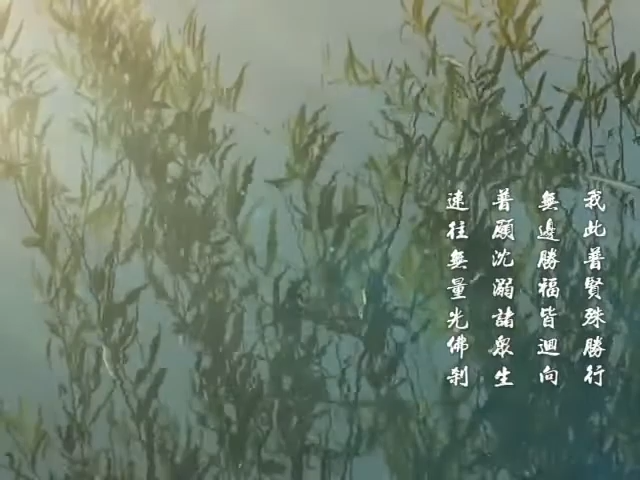 我此普賢殊勝行
無邊勝福皆迴向
普願沈溺諸眾生
速往無量光佛剎